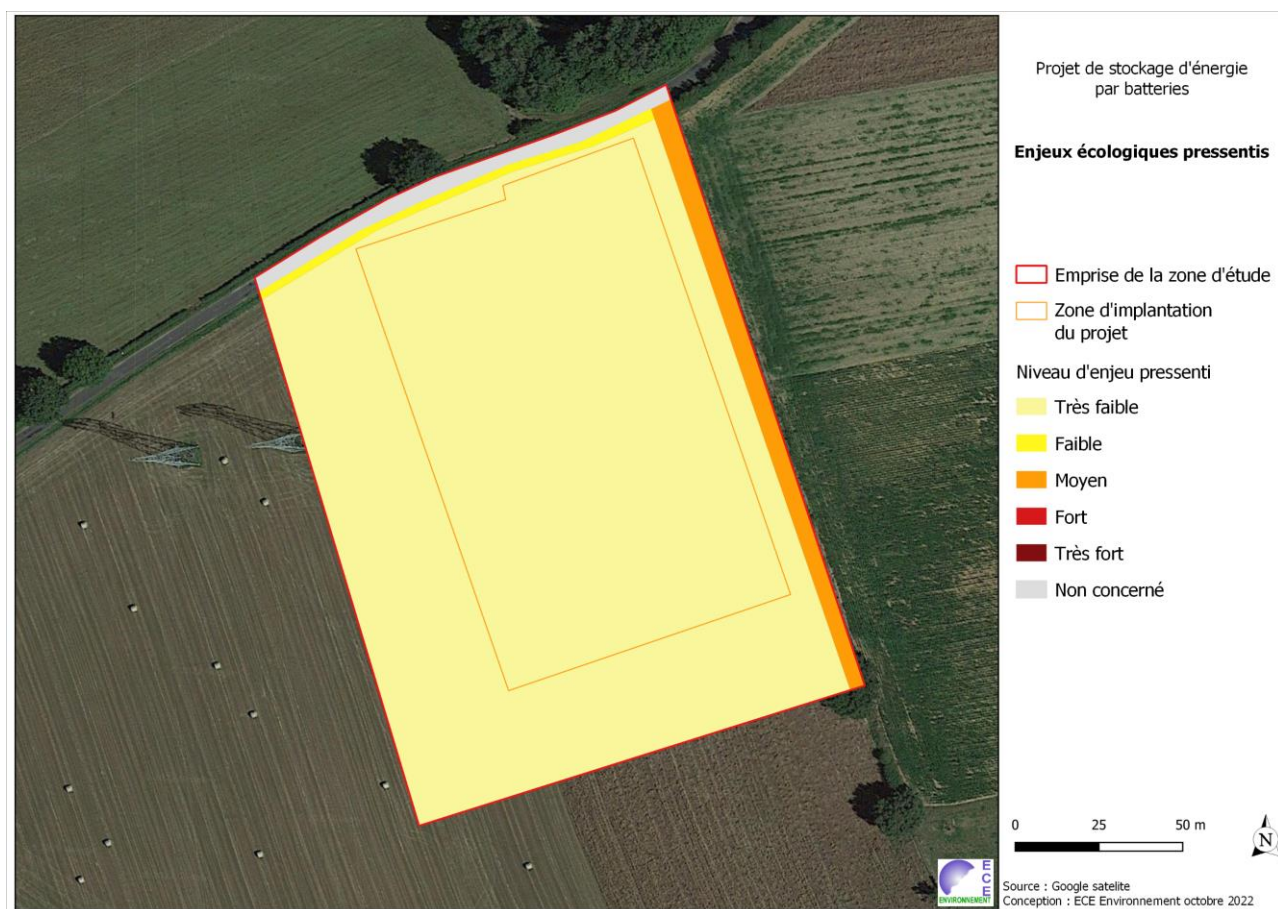 Projet de stockage d'énergie
par batteries
Enjeux écologiques pressentis
Emprise de la zone d'étude
Zone d'implantation
du projet
Niveau d'enjeu pressenti
Très faible
Faible
Moyen
Fort
Très fort
Non concerné
0 25 50 m
N
ECE
ENVIRONNEMENT
Source : Google satelite
Conception : ECE Environnement octobre 2022